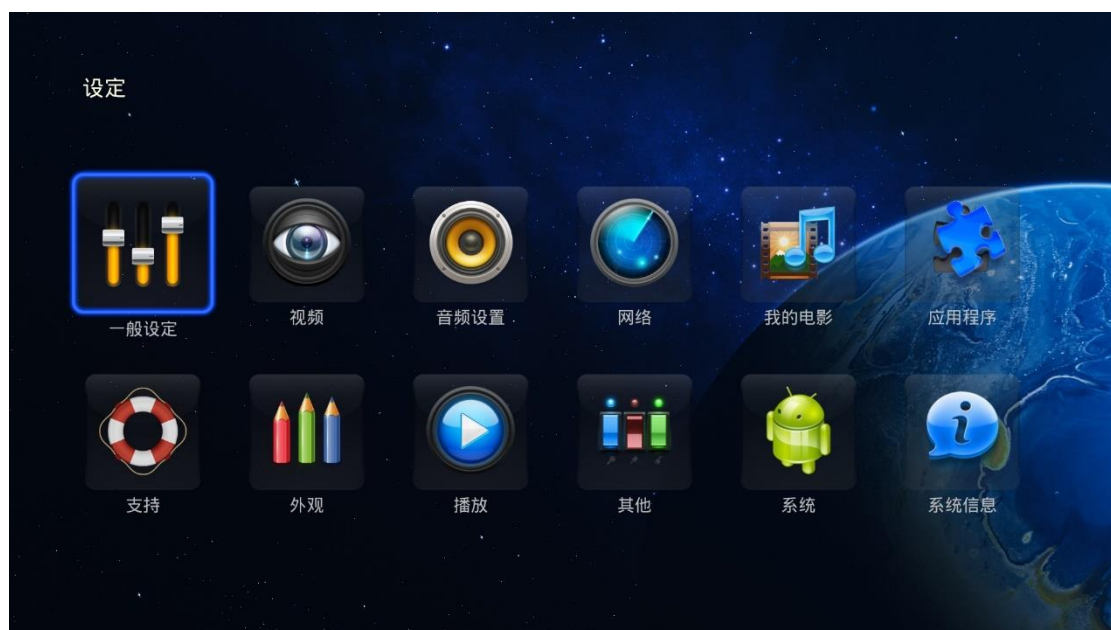 设定
一般设定
视频
音频设置
网络
我的电影
应用程序
支持
外观
播放
其他
系统
系统信息